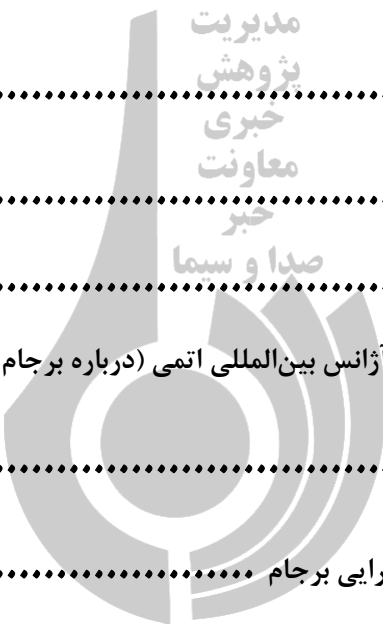 مدیریت
پژوهش
..............................
خبری
معاونت
..............................
خبر
صدا و سیما
..............................
آژانس بین‌المللی اتمی (درباره برجام
..............................
رایی برجام ....................